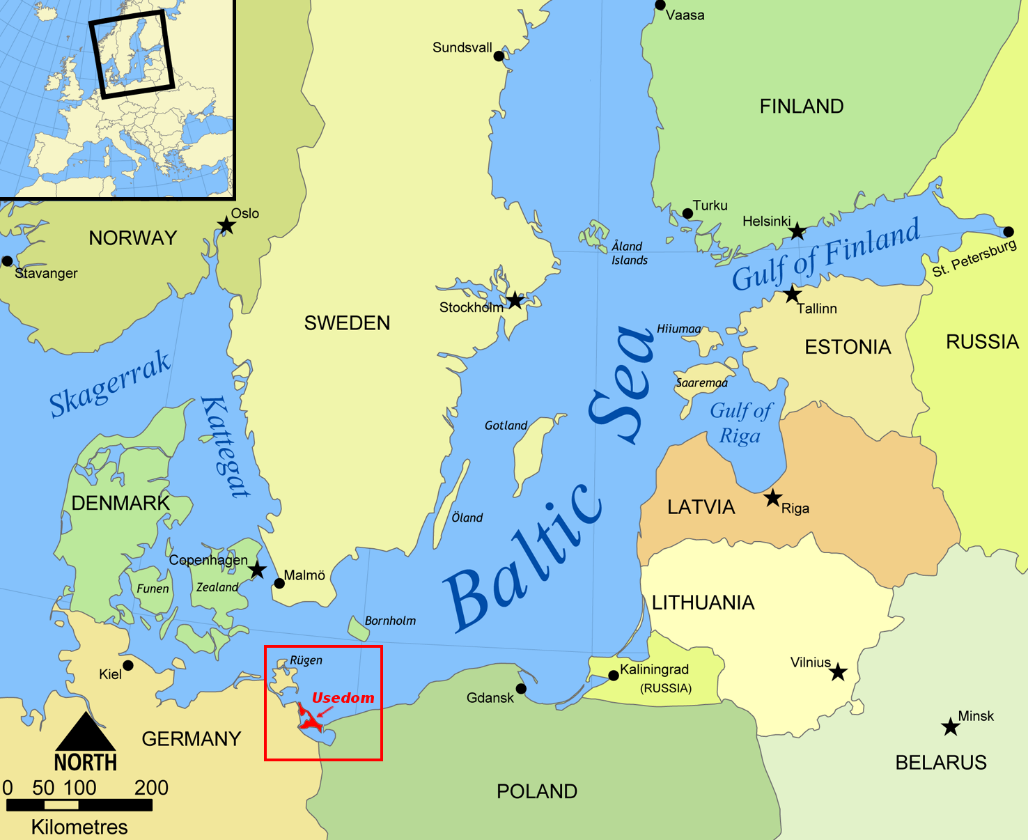 Vaasa
Sundsvall
FINLAND
Oslo
NORWAY
Turku
Helsinki
Åland
Islands
Gulf of Finland
St. Petersburg
Stavanger
Stockholm
SWEDEN
Tallinn
Hiiumaa
ESTONIA
RUSSIA
Skagerrak
Kattegat
Baltic Sea
Saaremaa
Gulf of
Riga
Gotland
DENMARK
Öland
LATVIA
Riga
Copenhagen
Malmö
Funen
Zealand
Bornholm
LITHUANIA
Rügen
Kiel
Usedom
Gdansk
Kaliningrad
(RUSSIA)
Vilnius
Minsk
GERMANY
NORTH
BELARUS
POLAND
0 50 100 200
Kilometres